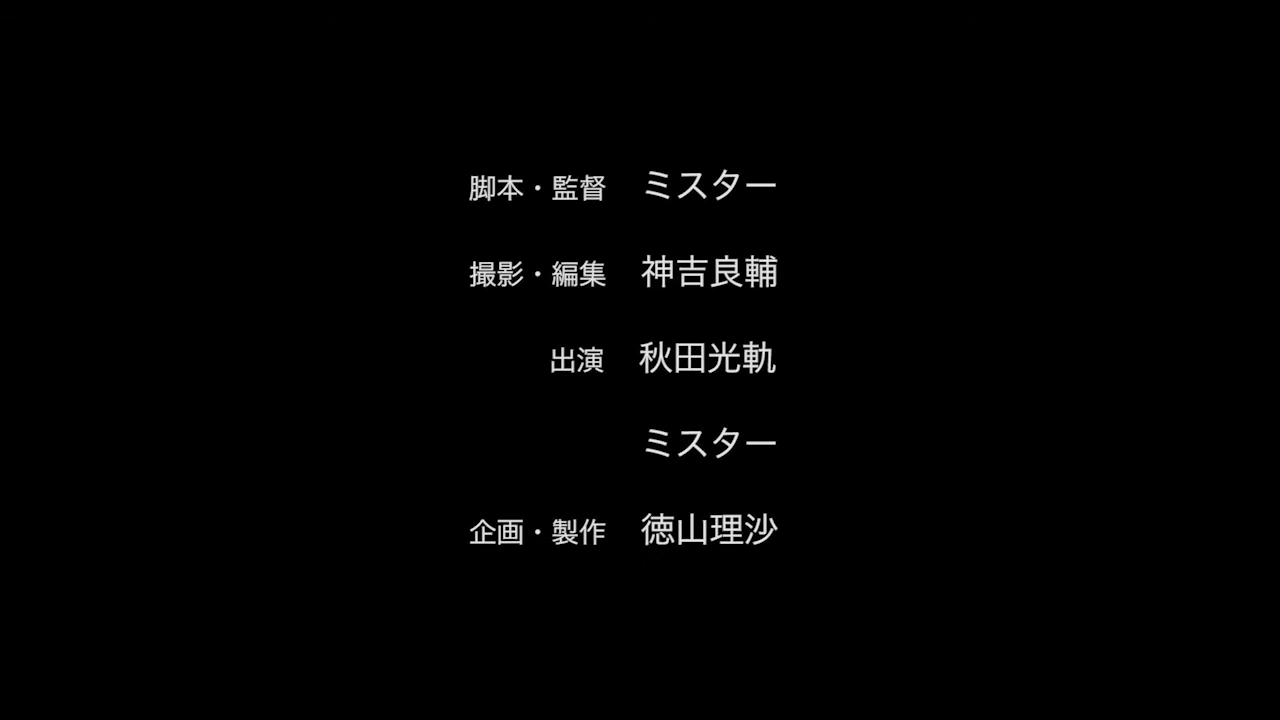 脚本・監督　ミスター
撮影・編集　神吉良輔
出演　秋田光軌
ミスター
企画・製作　徳山理沙